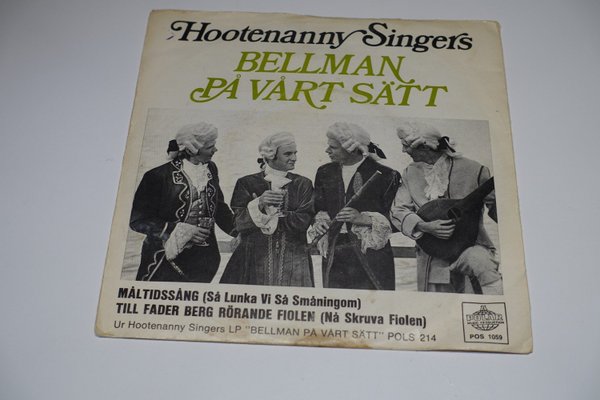 Hootenanny Singers
BELLMAN
PÅ VÅRT SÄTT
MÅLTIDSSÅNG (Så Lunka Vi Så Småningom)
TILL FADER BERG RÖRANDE FIOLEN (Nå Skruva Fiolen)
Ur Hootenanny Singers LP "BELLMAN PÅ VÅRT SÄTT" POLS 214
POLAR
POS 1059